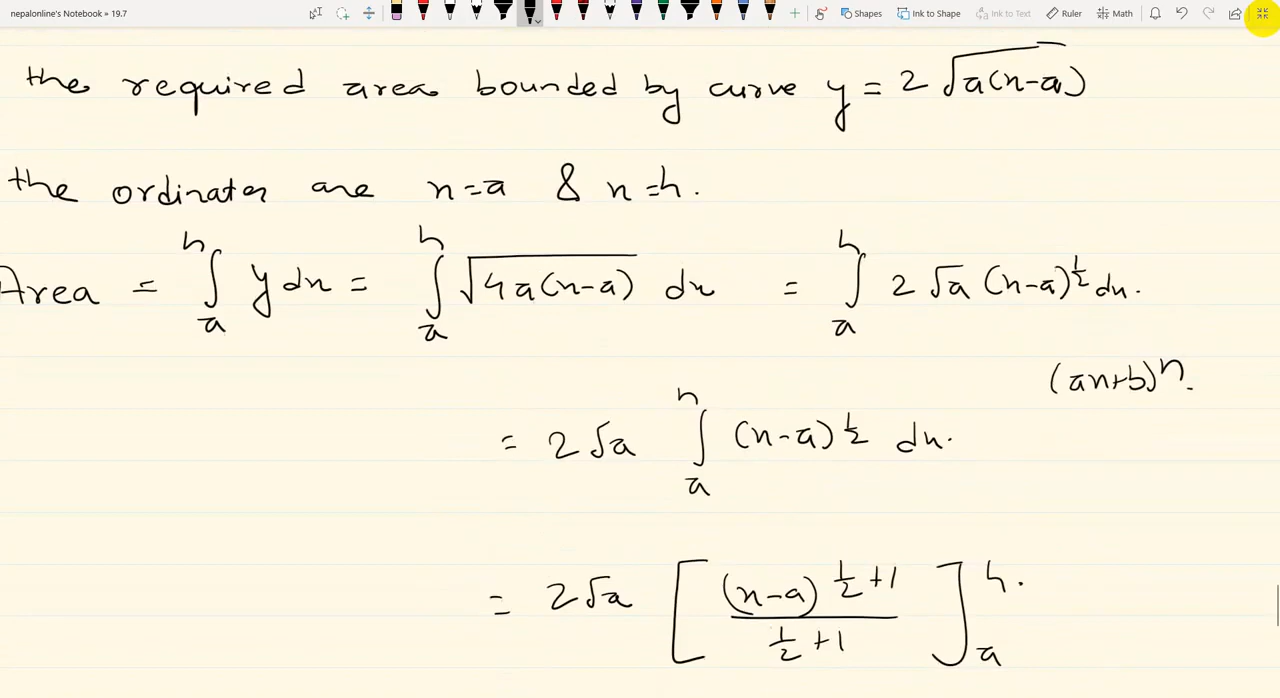 nepalonline's Notebook » 19.7 Shapes Ink to Shape Ink to Text Ruler Math
the required area bounded by curve y = 2 √a(x-a)
the ordinates are x=a & x=h.
Area = ∫ₐʰ y dx = ∫ₐʰ √4a(x-a) dx = ∫ₐʰ 2 √a (x-a)^½ dx.
(ax+b)ⁿ.
= 2 √a ∫ₐʰ (x-a)^½ dx.
= 2 √a [ (x-a)^(½+1) / (½+1) ]ₐʰ.